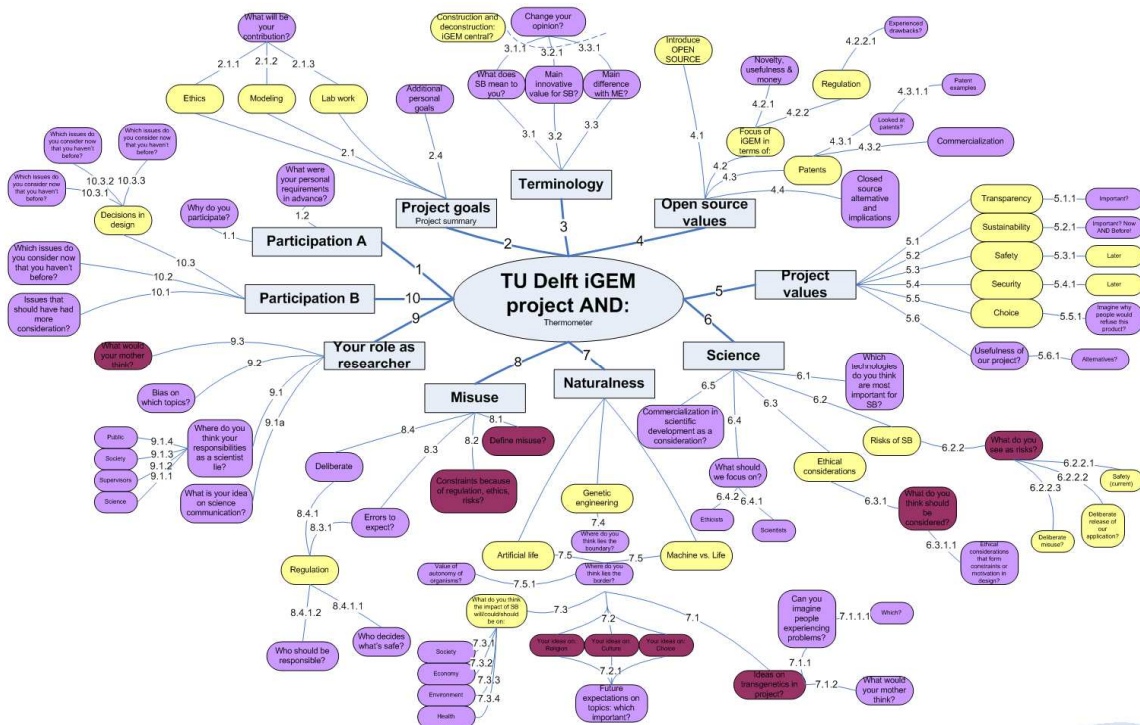 TU Delft iGEM
project AND:
Thermometer
1
Participation A
1.1
Why do you
participate?
1.2
What were
your personal
requirements
in advance?
2
Project goals
Project summary
2.1
Ethics
Modeling
Lab work
2.1.1
2.1.2
2.1.3
What will be
your
contribution?
2.4
Additional
personal
goals
3
Terminology
3.1
3.2
3.3
What does
SB mean to
you?
Main
innovative
value for SB?
Main
difference
with ME?
3.1.1
3.2.1
3.3.1
Change your
opinion?
Construction and
deconstruction:
iGEM central?
4
Open source
values
4.1
Introduce
OPEN
SOURCE
4.2
Focus of
iGEM in
terms of:
4.2.1
Novelty,
usefulness &
money
4.2.2
Regulation
4.2.2.1
Experienced
drawbacks?
4.3
Patents
4.3.1
Looked at
patents?
4.3.1.1
Patent
examples
4.3.2
Commercialization
4.4
Closed
source
alternative
and
implications
5
Project
values
5.1
Transparency
5.1.1
Important?
5.2
Sustainability
5.2.1
Important? Now
AND Before!
5.3
Safety
5.3.1
Later
5.4
Security
5.4.1
Later
5.5
Choice
5.5.1
Imagine why
people would
refuse this
product?
5.6
Usefulness of
our project?
5.6.1
Alternatives?
6
Science
6.1
Which
technologies
do you think
are most
important for
SB?
6.2
Risks of SB
6.2.2
What do you
see as risks?
6.2.2.1
Safety
(current)
6.2.2.2
Deliberate
release of
our
application?
6.2.2.3
Deliberate
misuse?
6.3
Ethical
considerations
6.3.1
What do you
think should
be
considered?
6.3.1.1
Ethical
considerations
that form
constraints or
motivation in
design?
6.4
What should
we focus on?
6.4.1
Scientists
6.4.2
Ethicists
6.5
Commercialization in
scientific
development as a
consideration?
7
Naturalness
Genetic
engineering
7.4
Where do you
think lies the
boundary?
Artificial life
7.5
7.5
Machine vs. Life
Where do you
think lies the
border?
7.5.1
Value of
autonomy of
organisms?
7.1
Ideas on
transgenetics in
project?
7.1.1
Can you
imagine
people
experiencing
problems?
7.1.1.1
Which?
7.1.2
What would
your mother
think?
7.2
Your ideas on:
Religion
Your ideas on:
Culture
Your ideas on:
Choice
7.2.1
Future
expectations on
topics: which
important?
7.3
What do you think
the impact of SB
will/could/should
be on:
7.3.1
Society
7.3.2
Economy
7.3.3
Environment
7.3.4
Health
8
Misuse
8.1
Define misuse?
8.2
Constraints because
of regulation, ethics,
risks?
8.3
Errors to
expect?
8.4
Deliberate
8.4.1
8.3.1
Regulation
8.4.1.2
Who should be
responsible?
8.4.1.1
Who decides
what's safe?
9
Your role as
researcher
9.3
What would
your mother
think?
9.2
Bias on
which topics?
9.1
Where do you
think your
responsibilities
as a scientist
lie?
9.1.4
Public
9.1.3
Society
9.1.2
Supervisors
9.1.1
Science
9.1a
What is your idea
on science
communication?
10
Participation B
10.1
Issues that
should have had
more
consideration?
10.2
Which issues do
you consider now
that you haven't
before?
10.3
Decisions in
design
10.3.1
Which issues do
you consider now
that you haven't
before?
10.3.2
Which issues do
you consider now
that you haven't
before?
10.3.3
Which issues do
you consider now
that you haven't
before?